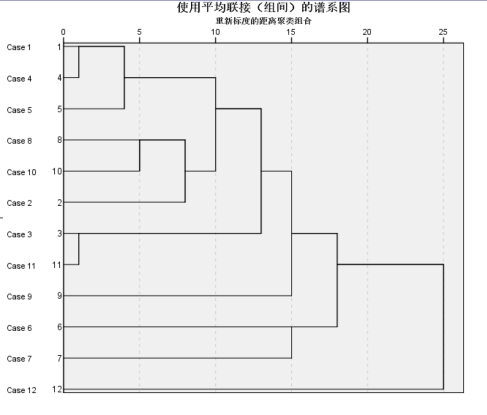 使用平均联接（组间）的谱系图
重新标度的距离聚类组合
0 5 10 15 20 25
Case 1 1
Case 4 4
Case 5 5
Case 8 8
Case 10 10
Case 2 2
Case 3 3
Case 11 11
Case 9 9
Case 6 6
Case 7 7
Case 12 12